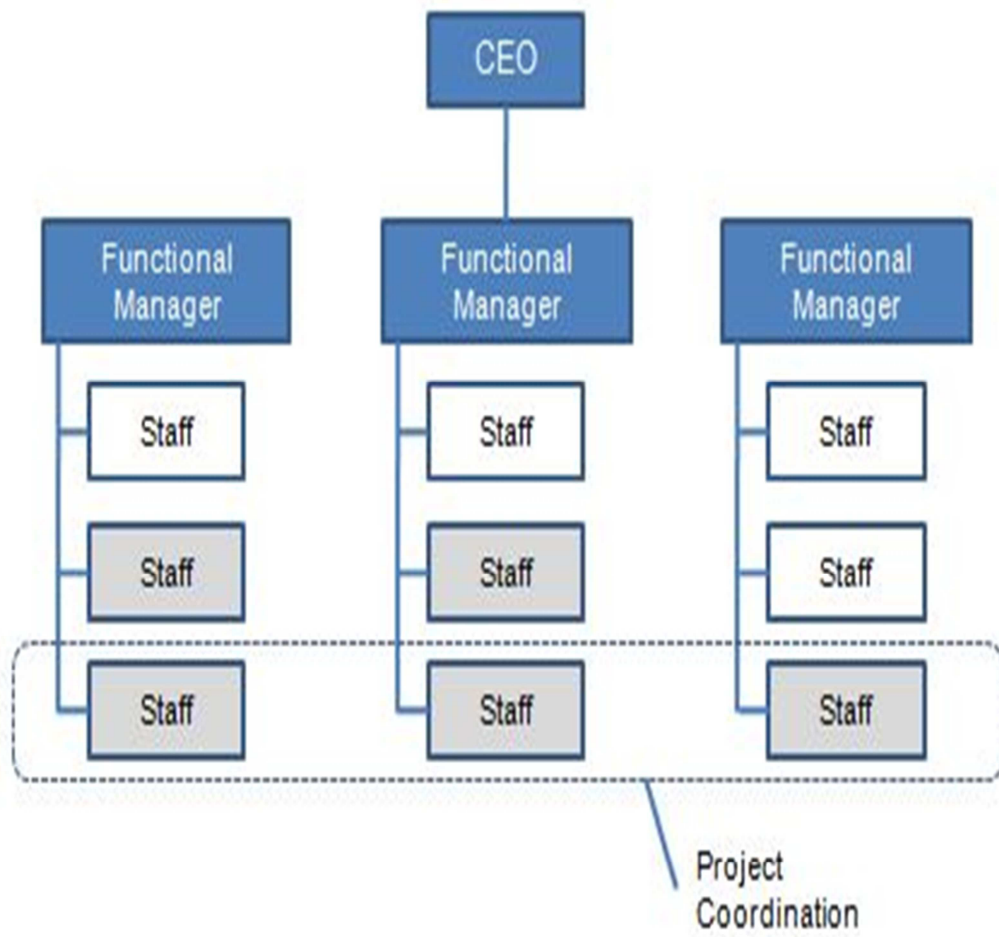 CEO
Functional
Manager
Functional
Manager
Functional
Manager
Staff
Staff
Staff
Staff
Staff
Staff
Staff
Staff
Staff
Project
Coordination